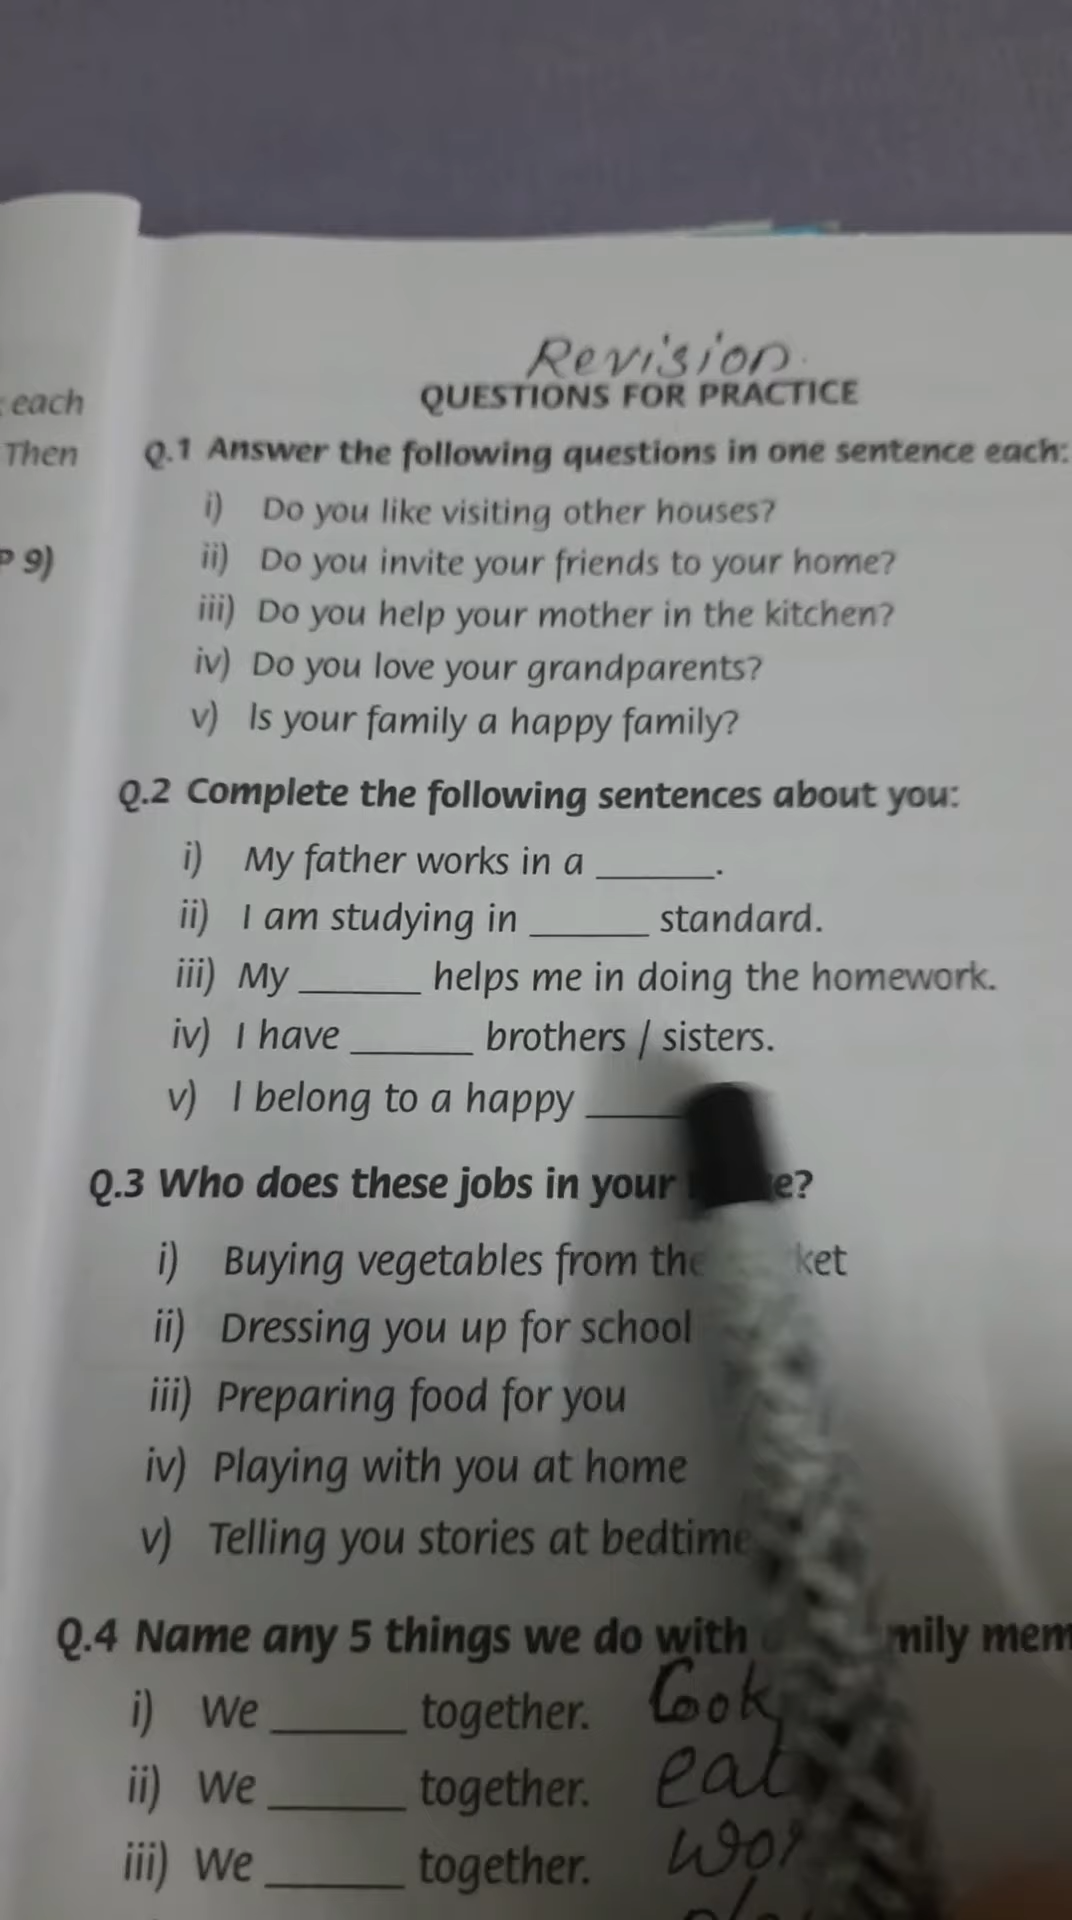 each
Then
9)
Revision
QUESTIONS FOR PRACTICE
Q.1 Answer the following questions in one sentence each:
i) Do you like visiting other houses?
ii) Do you invite your friends to your home?
iii) Do you help your mother in the kitchen?
iv) Do you love your grandparents?
v) Is your family a happy family?
Q.2 Complete the following sentences about you:
i) My father works in a ______.
ii) I am studying in ______ standard.
iii) My ______ helps me in doing the homework.
iv) I have ______ brothers / sisters.
v) I belong to a happy _____
Q.3 Who does these jobs in your
i) Buying vegetables from the
ii) Dressing you up for school
iii) Preparing food for you
iv) Playing with you at home
v) Telling you stories at bedtime
Q.4 Name any 5 things we do with
i) We ______ together. Cook
ii) We ______ together. eat
iii) We ______ together.